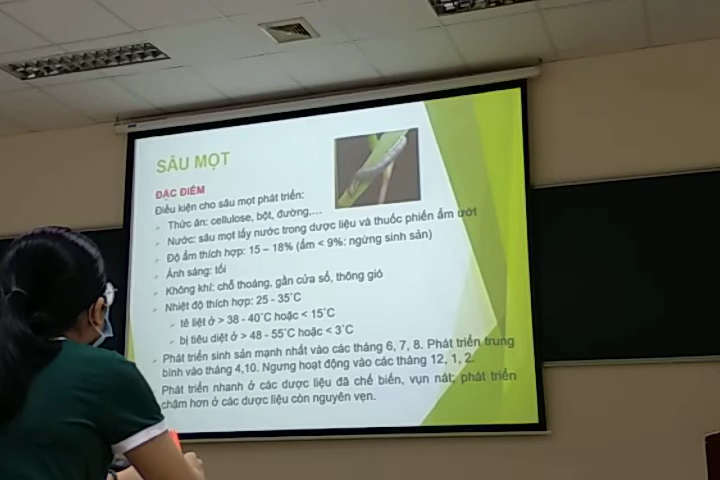 SÂU MỌT
ĐẶC ĐIỂM
Điều kiện cho sâu mọt phát triển:
Thức ăn: cellulose, bột, đường,...
Nước: sâu mọt lấy nước trong dược liệu và thuốc phiến ẩm ướt
Độ ẩm thích hợp: 15 – 18% (ẩm < 9%: ngừng sinh sản)
Ánh sáng: tối
Không khí: chỗ thoáng, gần cửa sổ, thông gió
Nhiệt độ thích hợp: 25 - 35°C
tê liệt ở > 38 - 40°C hoặc < 15°C
bị tiêu diệt ở > 48 - 55°C hoặc < 3°C
Phát triển sinh sản mạnh nhất vào các tháng 6, 7, 8. Phát triển trung
bình vào tháng 4,10. Ngưng hoạt động vào các tháng 12, 1, 2.
Phát triển nhanh ở các dược liệu đã chế biến, vụn nát; phát triển
chậm hơn ở các dược liệu còn nguyên vẹn.